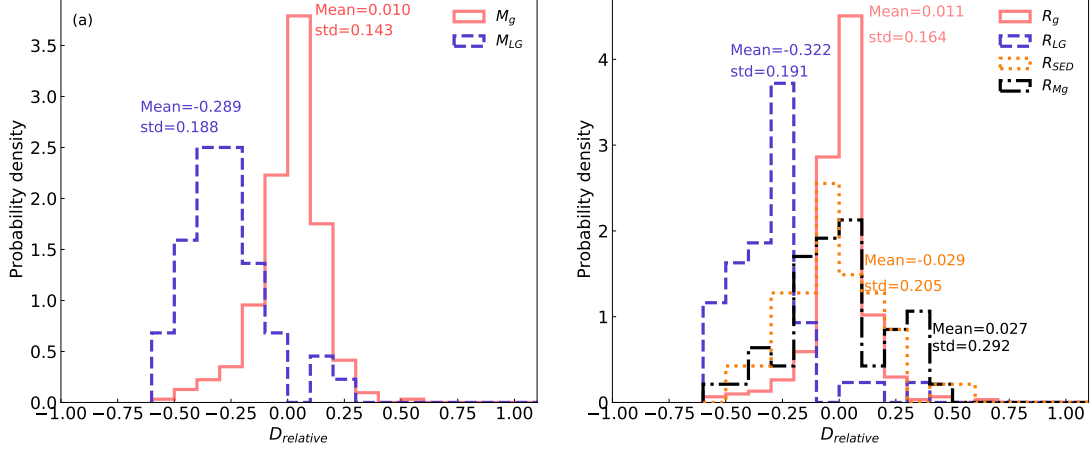 (a)
Mean=0.010
std=0.143
M_g
M_LG
Mean=-0.289
std=0.188
Probability density
0.0
0.5
1.0
1.5
2.0
2.5
3.0
3.5
−1.00 −0.75 −0.50 −0.25 0.00 0.25 0.50 0.75 1.00
D_relative
Mean=0.011
std=0.164
R_g
R_LG
R_SED
R_Mg
Mean=-0.322
std=0.191
Mean=-0.029
std=0.205
Mean=0.027
std=0.292
Probability density
0
1
2
3
4
−1.00 −0.75 −0.50 −0.25 0.00 0.25 0.50 0.75 1.00
D_relative